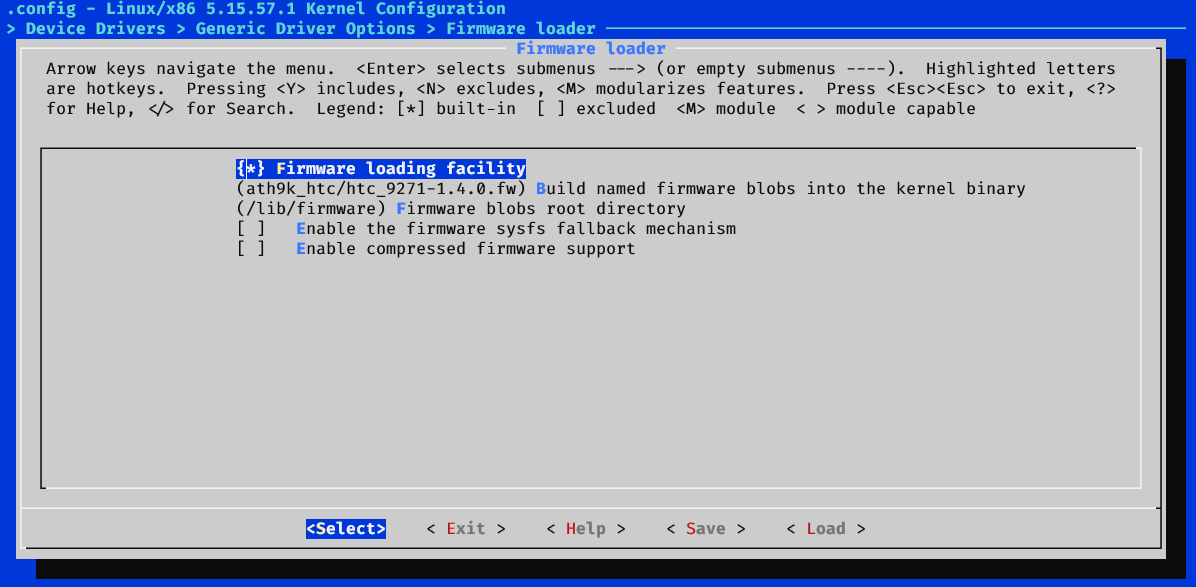 .config - Linux/x86 5.15.57.1 Kernel Configuration
> Device Drivers > Generic Driver Options > Firmware loader
Firmware loader
Arrow keys navigate the menu.  <Enter> selects submenus ---> (or empty submenus ----).  Highlighted letters
are hotkeys.  Pressing <Y> includes, <N> excludes, <M> modularizes features.  Press <Esc><Esc> to exit, <?>
for Help, </> for Search.  Legend: [*] built-in  [ ] excluded  <M> module  < > module capable
{*} Firmware loading facility
(ath9k_htc/htc_9271-1.4.0.fw) Build named firmware blobs into the kernel binary
(/lib/firmware) Firmware blobs root directory
[ ]   Enable the firmware sysfs fallback mechanism
[ ]   Enable compressed firmware support
<Select>    < Exit >    < Help >    < Save >    < Load >